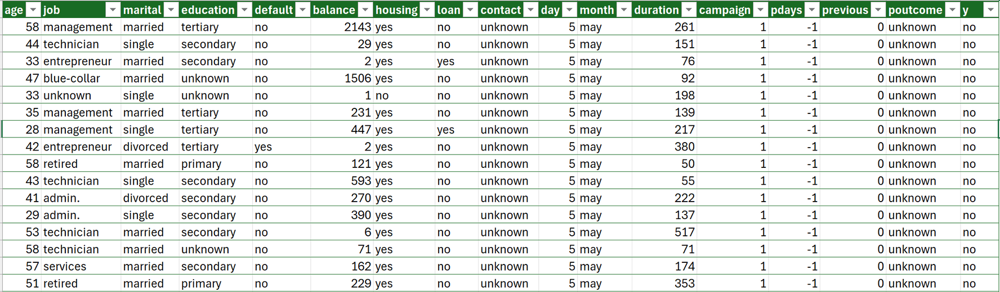 age job marital education default balance housing loan contact day month duration campaign pdays previous poutcome y
58 management married tertiary no 2143 yes no unknown 5 may 261 1 -1 0 unknown no
44 technician single secondary no 29 yes no unknown 5 may 151 1 -1 0 unknown no
33 entrepreneur married secondary no 2 yes yes unknown 5 may 76 1 -1 0 unknown no
47 blue-collar married unknown no 1506 yes no unknown 5 may 92 1 -1 0 unknown no
33 unknown single unknown no 1 no no unknown 5 may 198 1 -1 0 unknown no
35 management married tertiary no 231 yes no unknown 5 may 139 1 -1 0 unknown no
28 management single tertiary no 447 yes yes unknown 5 may 217 1 -1 0 unknown no
42 entrepreneur divorced tertiary yes 2 yes no unknown 5 may 380 1 -1 0 unknown no
58 retired married primary no 121 yes no unknown 5 may 50 1 -1 0 unknown no
43 technician single secondary no 593 yes no unknown 5 may 55 1 -1 0 unknown no
41 admin. divorced secondary no 270 yes no unknown 5 may 222 1 -1 0 unknown no
29 admin. single secondary no 390 yes no unknown 5 may 137 1 -1 0 unknown no
53 technician married secondary no 6 yes no unknown 5 may 517 1 -1 0 unknown no
58 technician married unknown no 71 yes no unknown 5 may 71 1 -1 0 unknown no
57 services married secondary no 162 yes no unknown 5 may 174 1 -1 0 unknown no
51 retired married primary no 229 yes no unknown 5 may 353 1 -1 0 unknown no